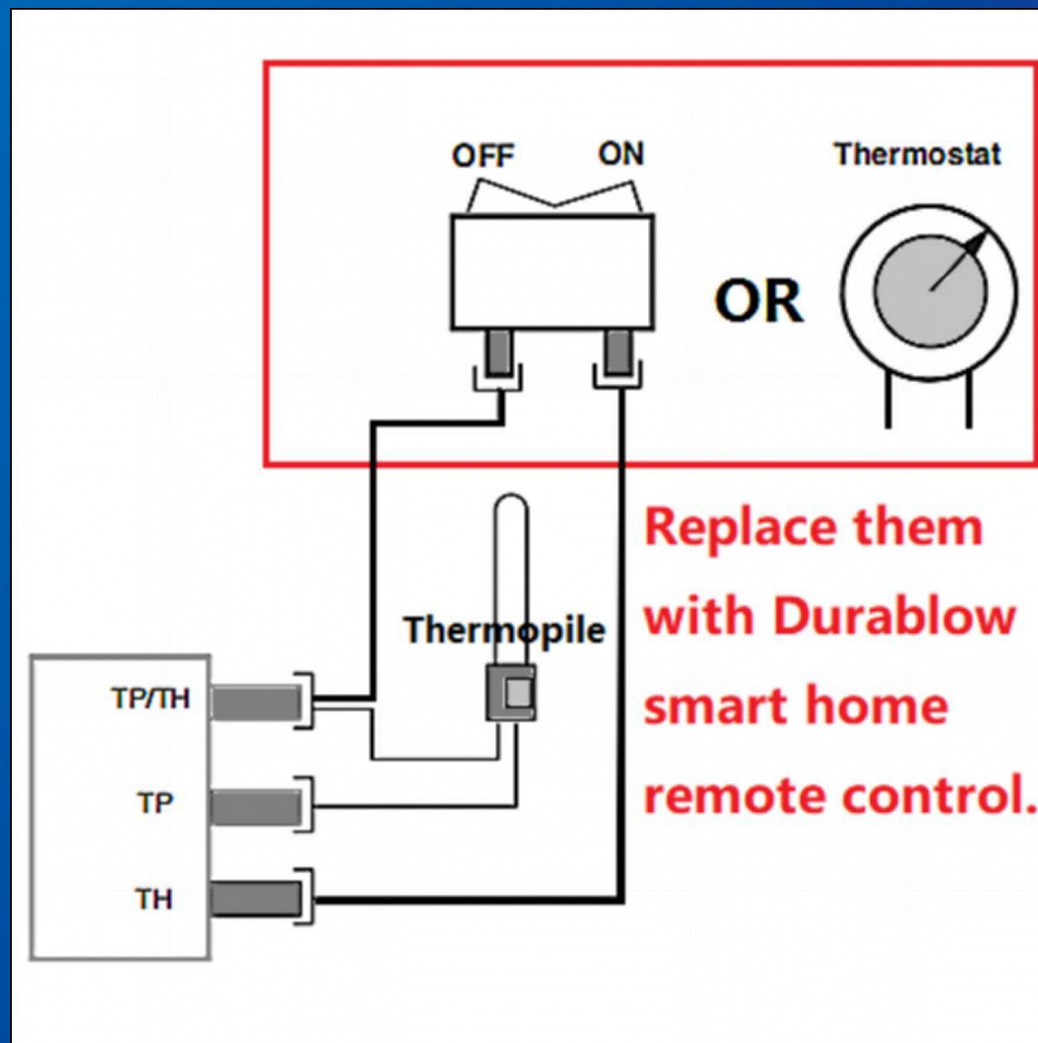 OFF ON
Thermostat
OR
Thermopile
Replace them
with Durablow
smart home
remote control.
TP/TH
TP
TH